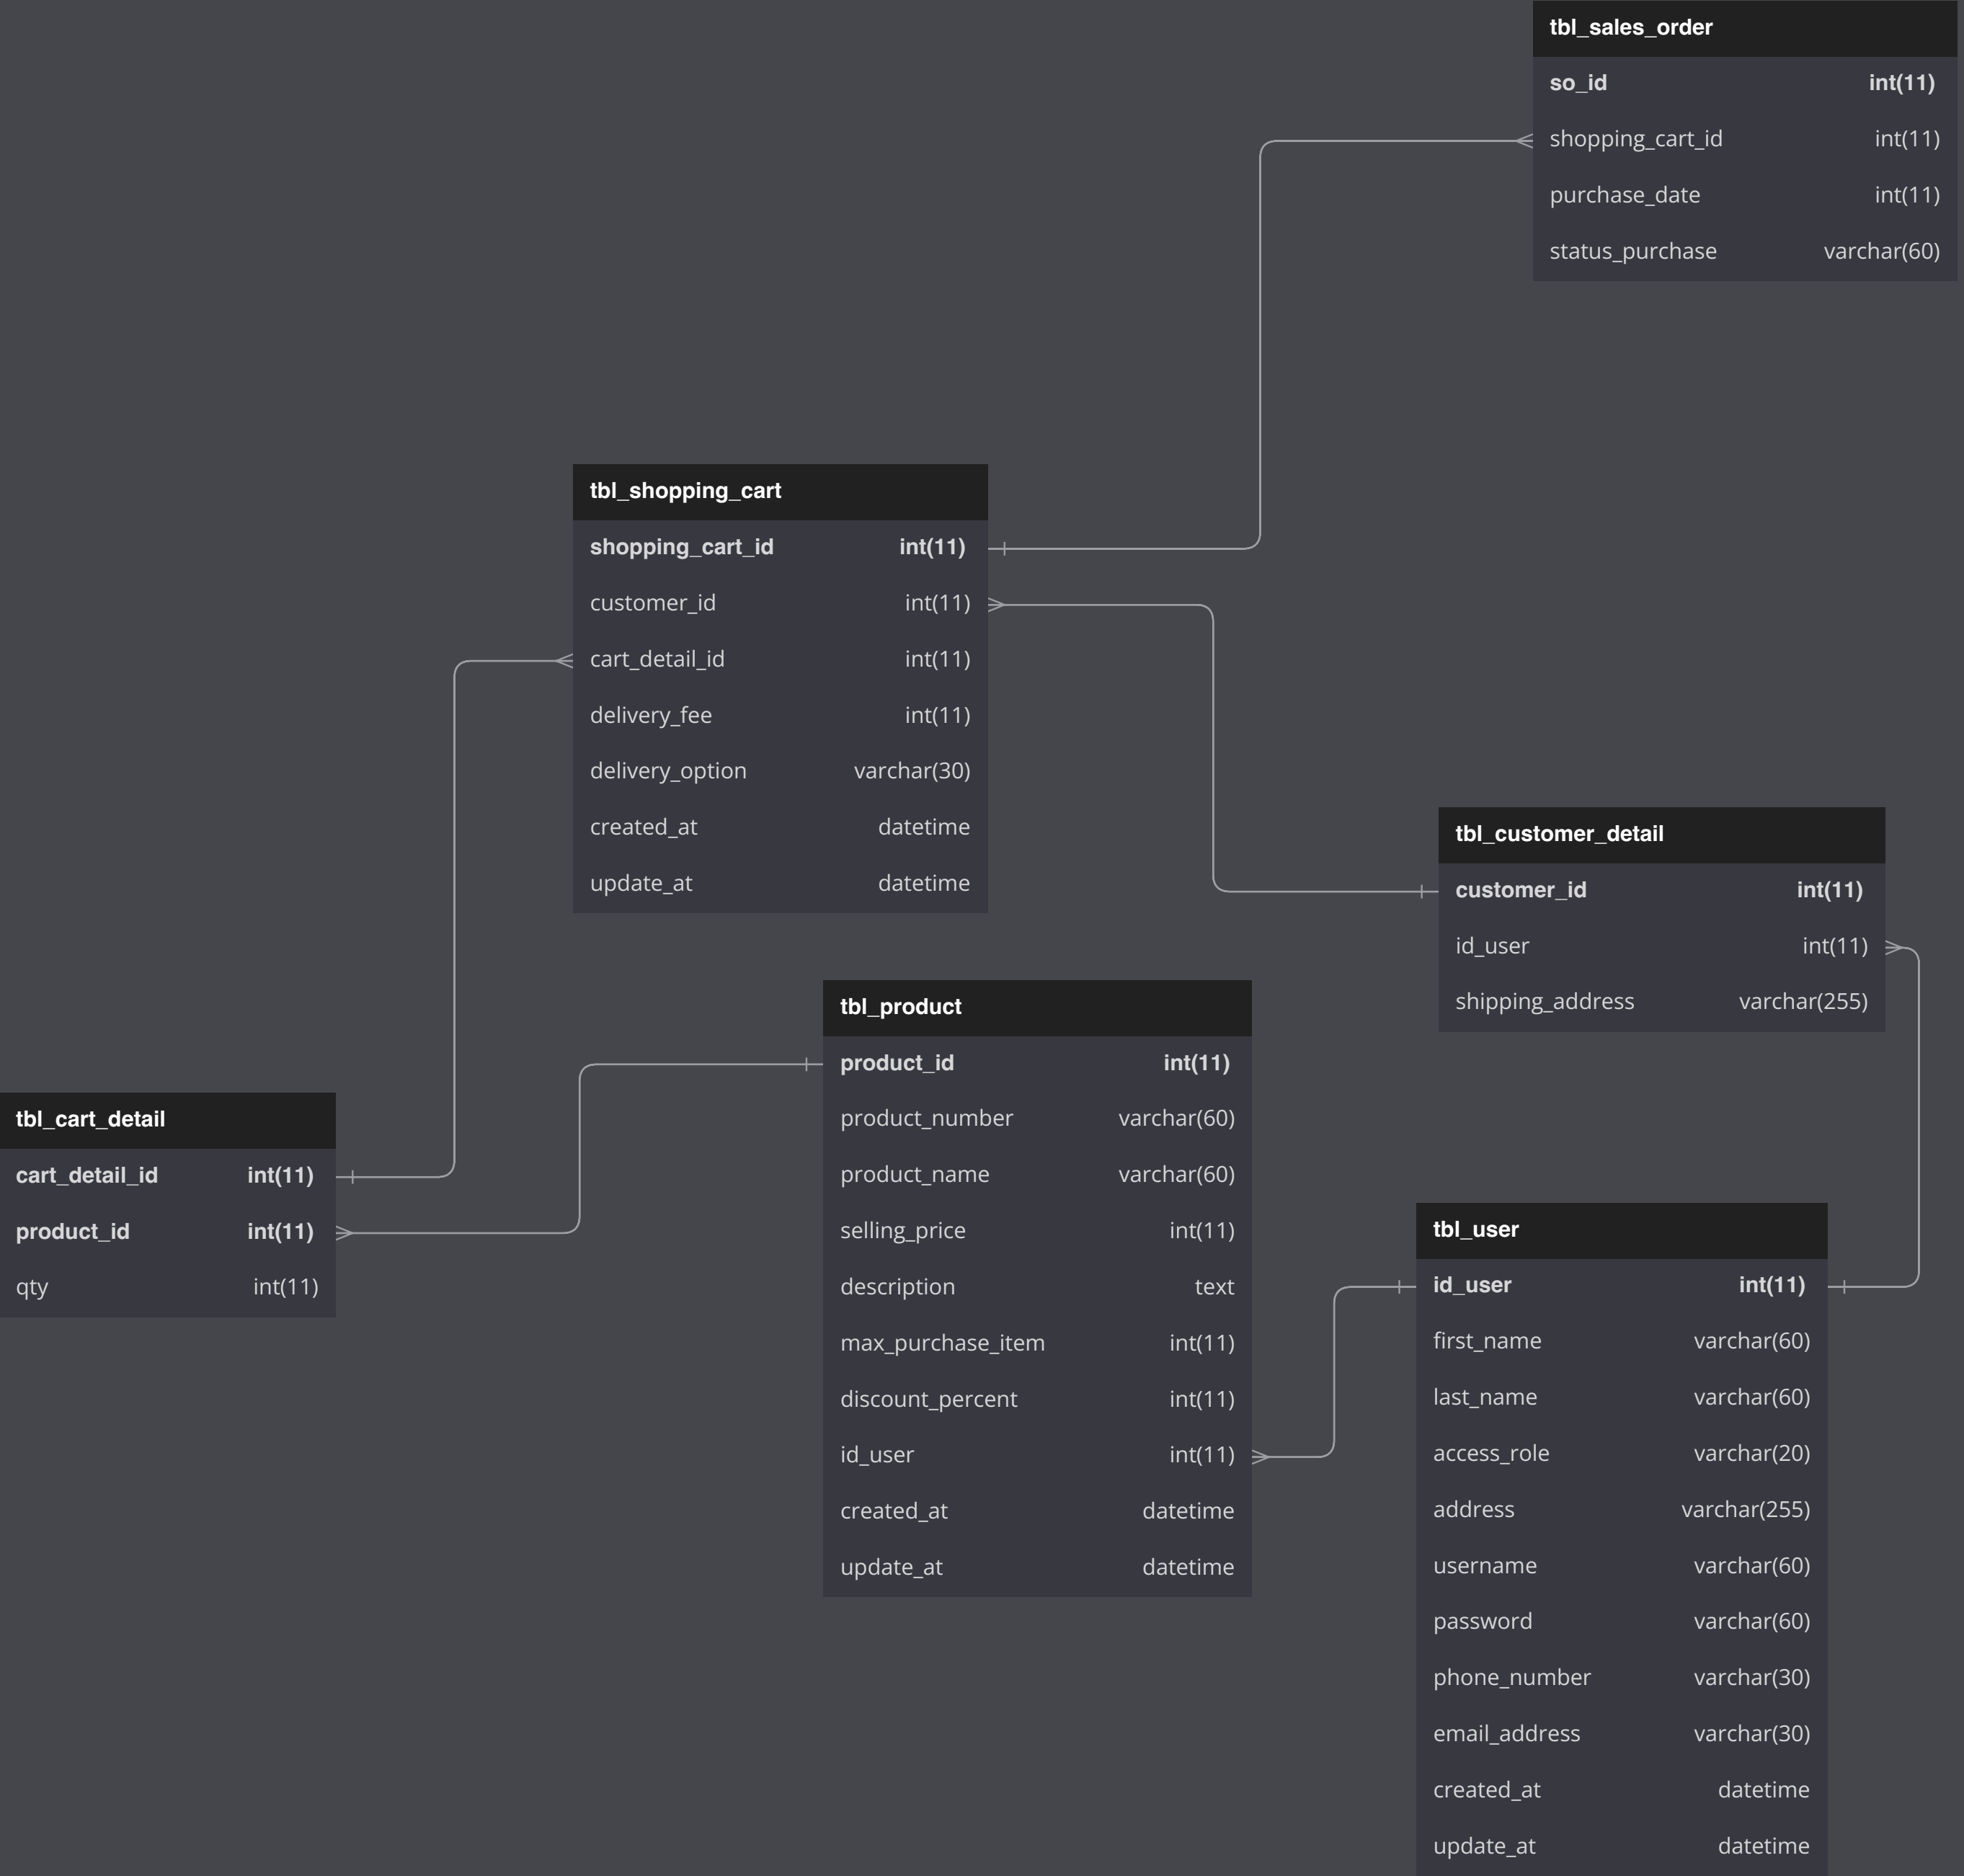 tbl_sales_order
so_id int(11)
shopping_cart_id int(11)
purchase_date int(11)
status_purchase varchar(60)
tbl_shopping_cart
shopping_cart_id int(11)
customer_id int(11)
cart_detail_id int(11)
delivery_fee int(11)
delivery_option varchar(30)
created_at datetime
update_at datetime
tbl_customer_detail
customer_id int(11)
id_user int(11)
shipping_address varchar(255)
tbl_product
product_id int(11)
product_number varchar(60)
product_name varchar(60)
selling_price int(11)
description text
max_purchase_item int(11)
discount_percent int(11)
id_user int(11)
created_at datetime
update_at datetime
tbl_cart_detail
cart_detail_id int(11)
product_id int(11)
qty int(11)
tbl_user
id_user int(11)
first_name varchar(60)
last_name varchar(60)
access_role varchar(20)
address varchar(255)
username varchar(60)
password varchar(60)
phone_number varchar(30)
email_address varchar(30)
created_at datetime
update_at datetime